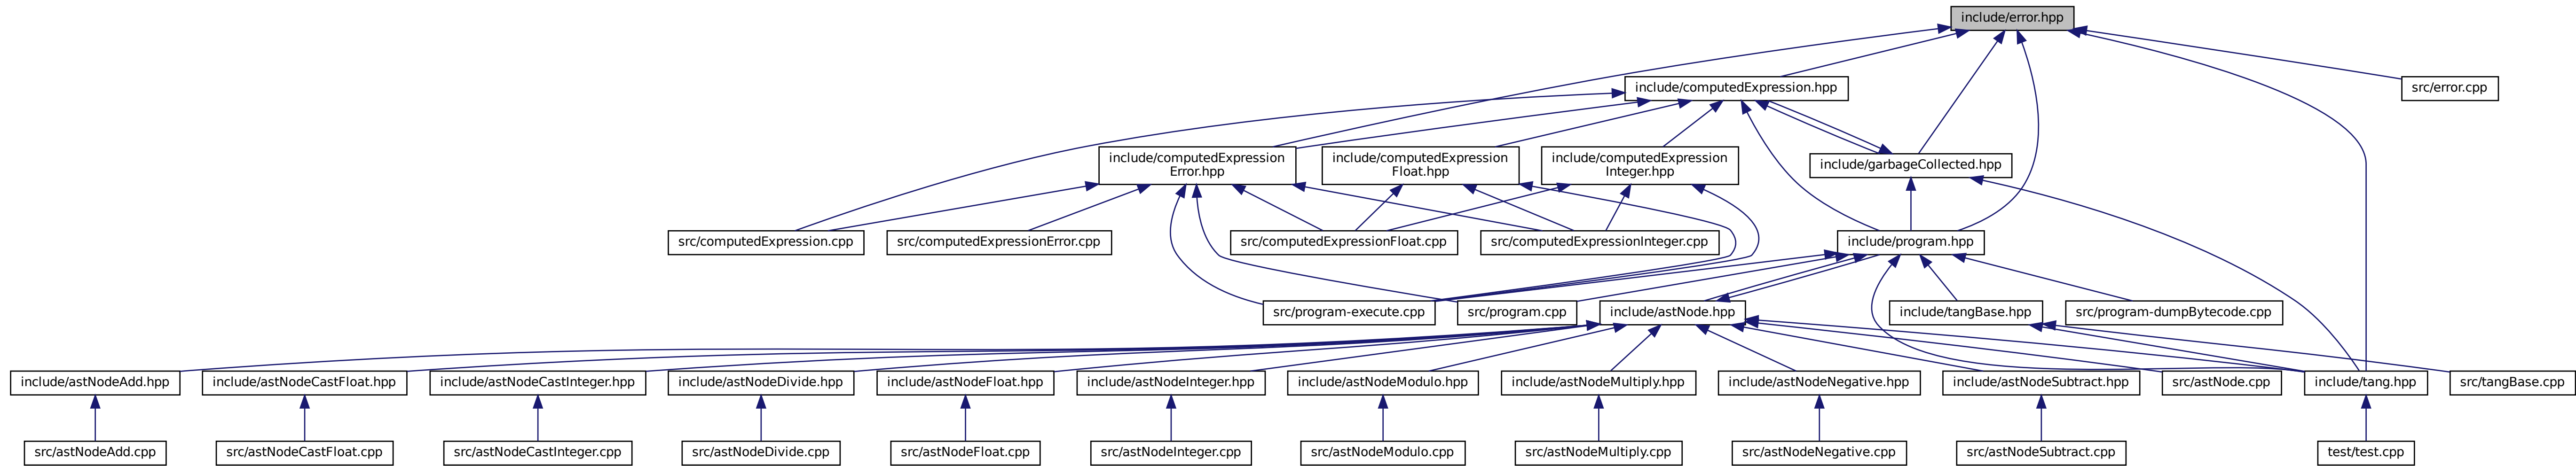 include/error.hpp
include/computedExpression.hpp
src/error.cpp
include/computedExpression
Error.hpp
include/computedExpression
Float.hpp
include/computedExpression
Integer.hpp
include/garbageCollected.hpp
src/computedExpression.cpp
src/computedExpressionError.cpp
src/computedExpressionFloat.cpp
src/computedExpressionInteger.cpp
include/program.hpp
src/program-execute.cpp
src/program.cpp
include/astNode.hpp
include/tangBase.hpp
src/program-dumpBytecode.cpp
include/astNodeAdd.hpp
include/astNodeCastFloat.hpp
include/astNodeCastInteger.hpp
include/astNodeDivide.hpp
include/astNodeFloat.hpp
include/astNodeInteger.hpp
include/astNodeModulo.hpp
include/astNodeMultiply.hpp
include/astNodeNegative.hpp
include/astNodeSubtract.hpp
src/astNode.cpp
include/tang.hpp
src/tangBase.cpp
src/astNodeAdd.cpp
src/astNodeCastFloat.cpp
src/astNodeCastInteger.cpp
src/astNodeDivide.cpp
src/astNodeFloat.cpp
src/astNodeInteger.cpp
src/astNodeModulo.cpp
src/astNodeMultiply.cpp
src/astNodeNegative.cpp
src/astNodeSubtract.cpp
test/test.cpp